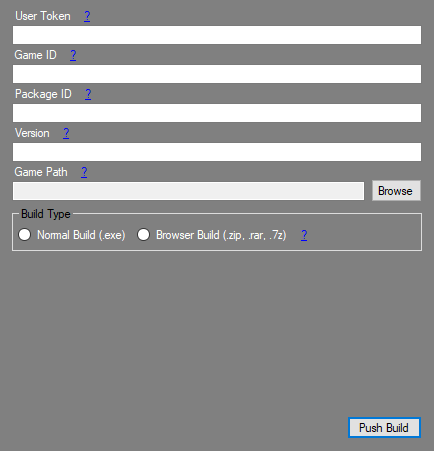 User Token ?
Game ID ?
Package ID ?
Version ?
Game Path ?
Browse
Build Type
Normal Build (.exe) Browser Build (.zip, .rar, .7z) ?
Push Build